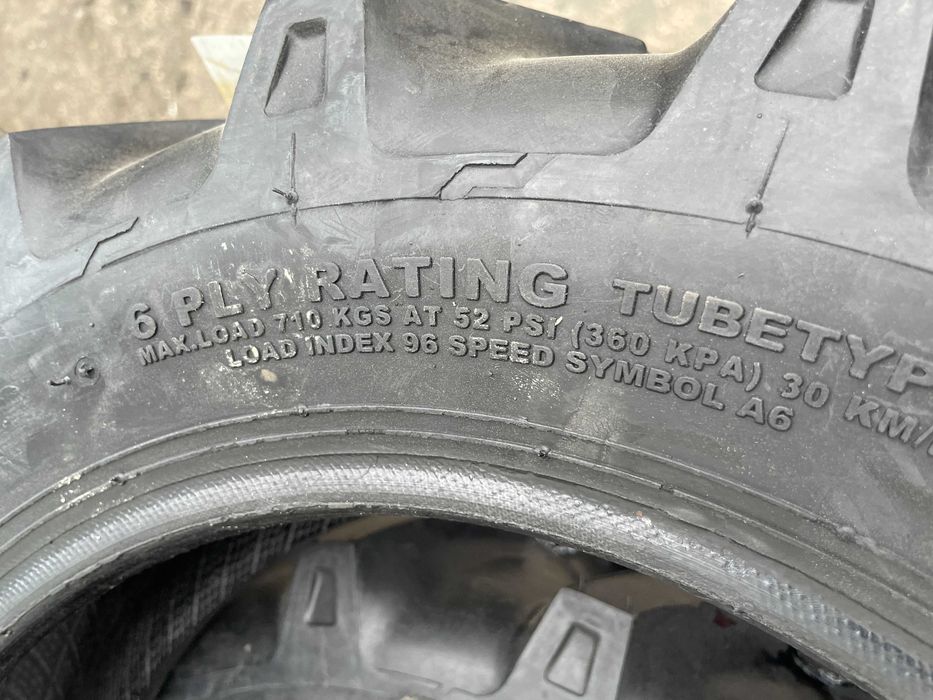 6 PLY RATING TUBETYP
MAX.LOAD 710 KGS AT 52 PSI (360 KPA) 30 KM/
LOAD INDEX 96 SPEED SYMBOL A6